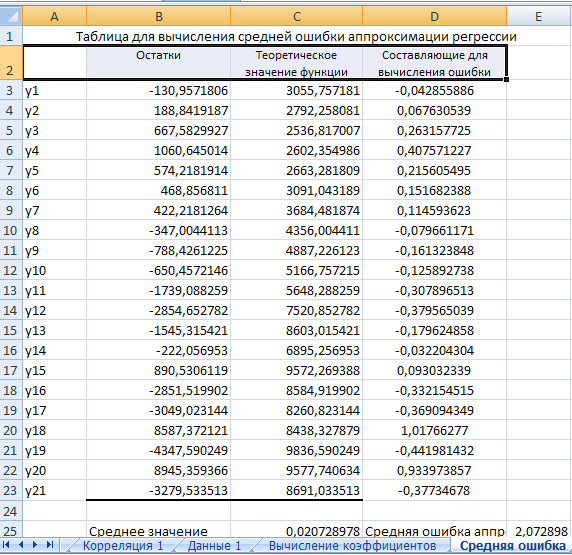 A B C D E
1 Таблица для вычисления средней ошибки аппроксимации регрессии
Остатки Теоретическое Составляющие для
2 значение функции вычисления ошибки
3 y1 -130,9571806 3055,757181 -0,042855886
4 y2 188,8419187 2792,258081 0,067630539
5 y3 667,5829927 2536,817007 0,263157725
6 y4 1060,645014 2602,354986 0,407571227
7 y5 574,2181914 2663,281809 0,215605495
8 y6 468,856811 3091,043189 0,151682388
9 y7 422,2181264 3684,481874 0,114593623
10 y8 -347,0044113 4356,004411 -0,079661171
11 y9 -788,4261225 4887,226123 -0,161323848
12 y10 -650,4572146 5166,757215 -0,125892738
13 y11 -1739,088259 5648,288259 -0,307896513
14 y12 -2854,652782 7520,852782 -0,379565039
15 y13 -1545,315421 8603,015421 -0,179624858
16 y14 -222,056953 6895,256953 -0,032204304
17 y15 890,5306119 9572,269388 0,093032339
18 y16 -2851,519902 8584,919902 -0,332154515
19 y17 -3049,023144 8260,823144 -0,369094349
20 y18 8587,372121 8438,327879 1,01766277
21 y19 -4347,590249 9836,590249 -0,441981432
22 y20 8945,359366 9577,740634 0,933973857
23 y21 -3279,533513 8691,033513 -0,37734678
24
25 Среднее значение 0,020728978 Средняя ошибка аппр 2,072898
Корреляция 1 Данные 1 Вычисление коэффициентов Средняя ошибка